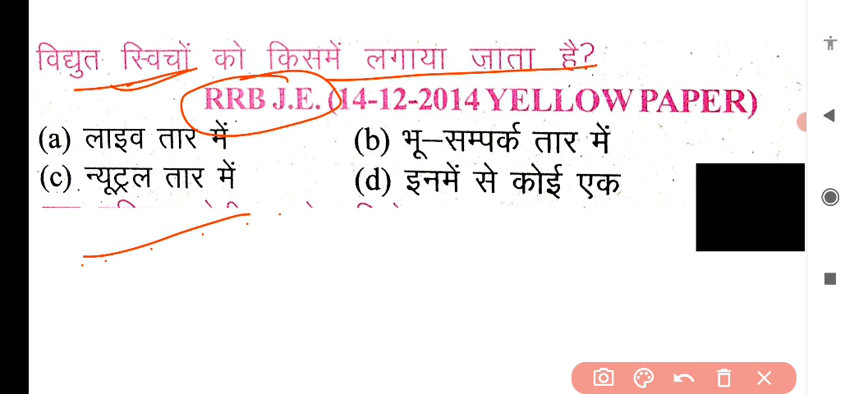 विद्युत स्विचों को किसमें लगाया जाता है?
RRB J.E. (14-12-2014 YELLOW PAPER)
(a) लाइव तार में (b) भू–सम्पर्क तार में
(c) न्यूट्रल तार में (d) इनमें से कोई एक